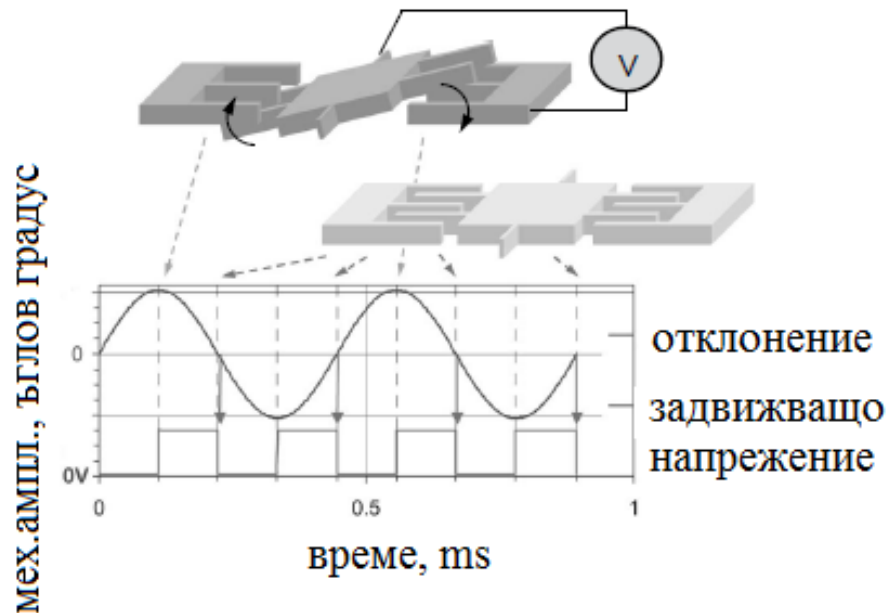 V
мех.ампл., ъглов градус
0
отклонение
задвижващо
напрежение
0V
0
0.5
1
време, ms